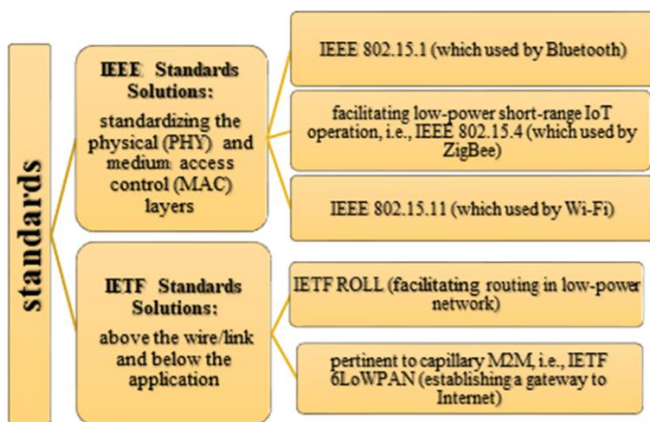 standards
IEEE Standards
Solutions:
standardizing the
physical (PHY) and
medium access
control (MAC)
layers
IEEE 802.15.1 (which used by Bluetooth)
facilitating low-power short-range IoT
operation, i.e., IEEE 802.15.4 (which used by
ZigBee)
IEEE 802.15.11 (which used by Wi-Fi)
IETF Standards
Solutions:
above the wire/link
and below the
application
IETF ROLL (facilitating routing in low-power
network)
pertinent to capillary M2M, i.e., IETF
6LoWPAN (establishing a gateway to
Internet)